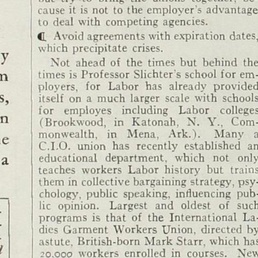 cause it is not to the employer's advantage
to deal with competing agencies.
¶ Avoid agreements with expiration dates,
which precipitate crises.
Not ahead of the times but behind the
times is Professor Slichter's school for em-
ployers, for Labor has already provided
itself on a much larger scale with schools
for employes including Labor colleges
(Brookwood, in Katonah, N. Y., Com-
monwealth, in Mena, Ark.). Many a
C.I.O. union has recently established an
educational department, which not only
teaches workers Labor history but trains
them in collective bargaining strategy, psy-
chology, public speaking, influencing pub-
lic opinion. Largest and oldest of such
programs is that of the International La-
dies Garment Workers Union, directed by
astute, British-born Mark Starr, which has
20,000 workers enrolled in courses. New
y
m
s,
n
e
a